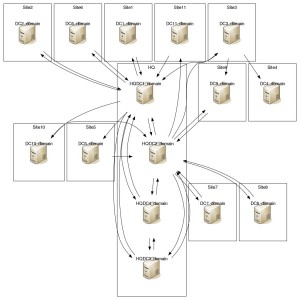 Site2
Site6
Site1
Site11
Site3
DC2_domain
DC6_domain
DC1_domain
DC11_domain
DC3_domain
HQ
Site9
Site4
HQDC1_domain
DC9_domain
DC4_domain
Site10
Site5
DC10_domain
DC5_domain
HQDC2_domain
Site7
Site8
HQDC4_domain
DC7_domain
DC8_domain
HQDC3_domain